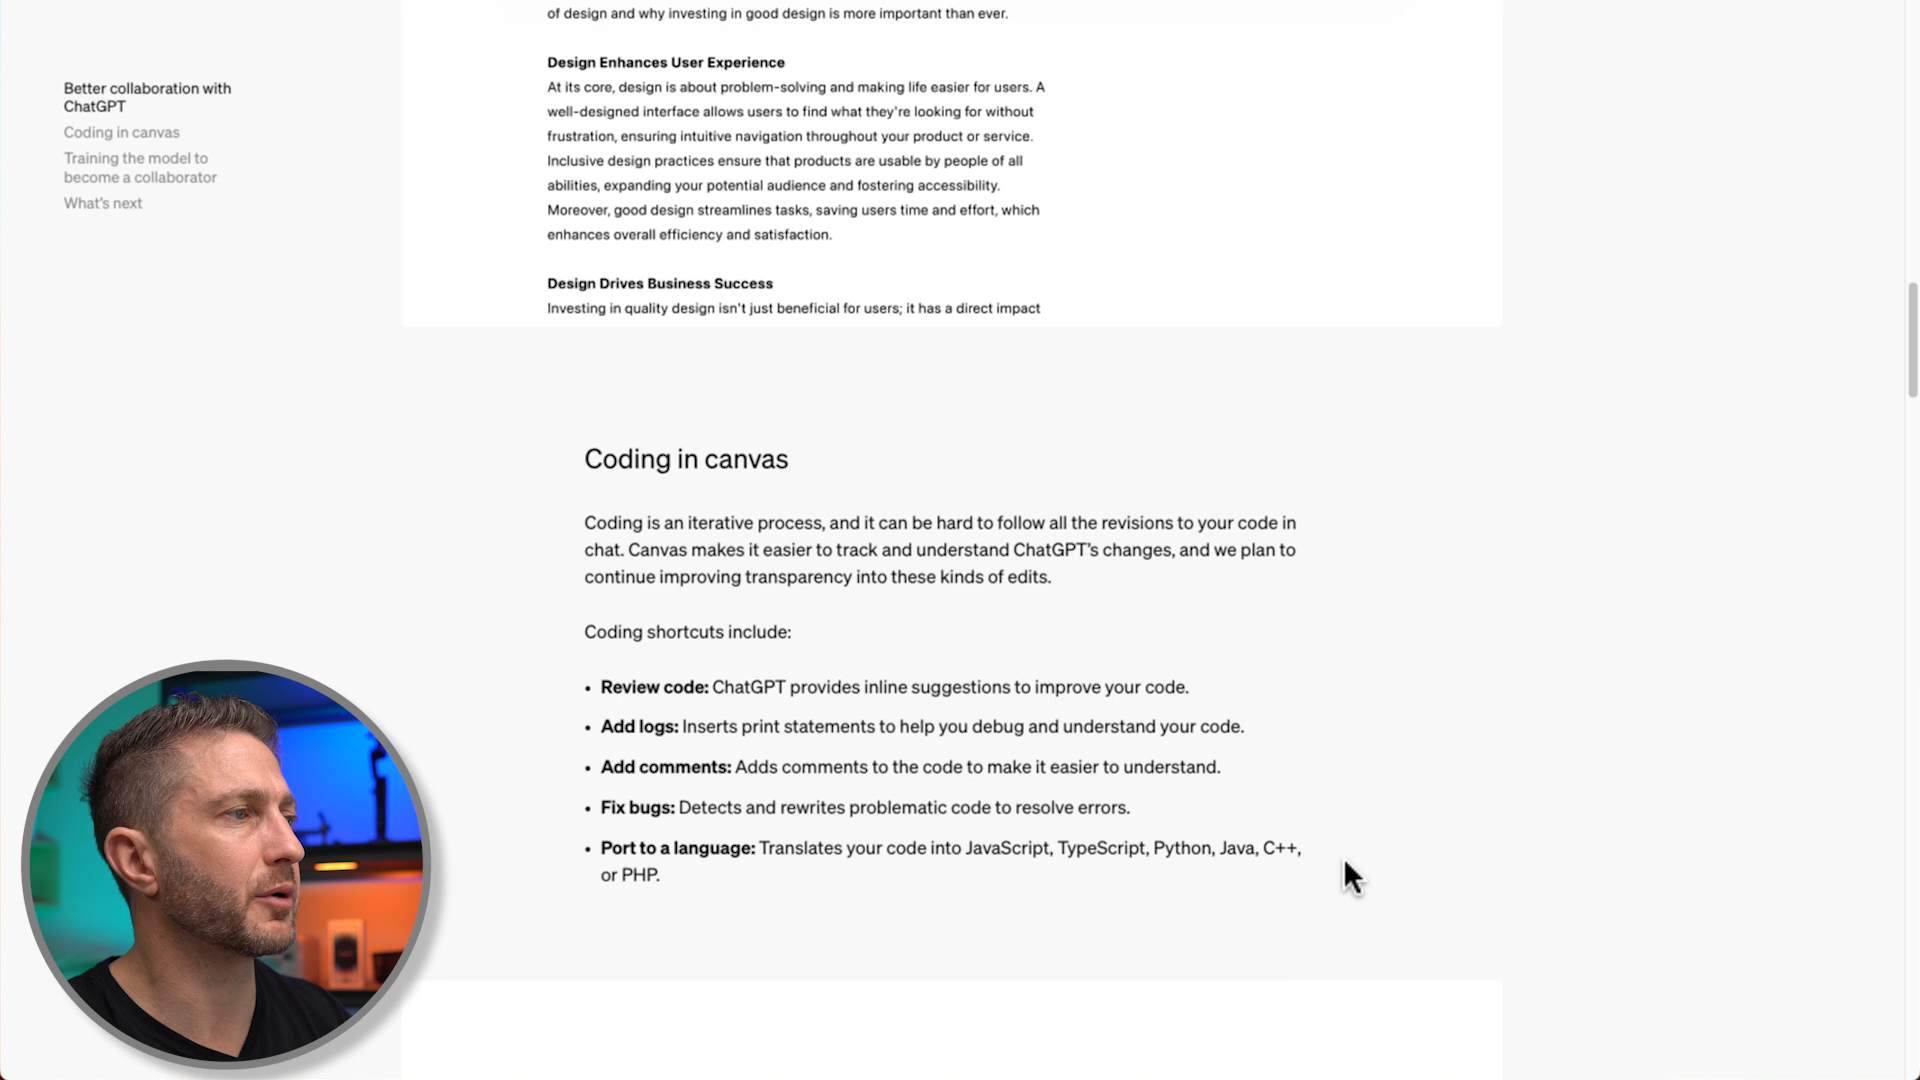 of design and why investing in good design is more important than ever.
Design Enhances User Experience
At its core, design is about problem-solving and making life easier for users. A
well-designed interface allows users to find what they're looking for without
frustration, ensuring intuitive navigation throughout your product or service.
Inclusive design practices ensure that products are usable by people of all
abilities, expanding your potential audience and fostering accessibility.
Moreover, good design streamlines tasks, saving users time and effort, which
enhances overall efficiency and satisfaction.
Design Drives Business Success
Investing in quality design isn't just beneficial for users; it has a direct impact
Better collaboration with
ChatGPT
Coding in canvas
Training the model to
become a collaborator
What's next
Coding in canvas
Coding is an iterative process, and it can be hard to follow all the revisions to your code in
chat. Canvas makes it easier to track and understand ChatGPT's changes, and we plan to
continue improving transparency into these kinds of edits.
Coding shortcuts include:
• Review code: ChatGPT provides inline suggestions to improve your code.
• Add logs: Inserts print statements to help you debug and understand your code.
• Add comments: Adds comments to the code to make it easier to understand.
• Fix bugs: Detects and rewrites problematic code to resolve errors.
• Port to a language: Translates your code into JavaScript, TypeScript, Python, Java, C++,
or PHP.